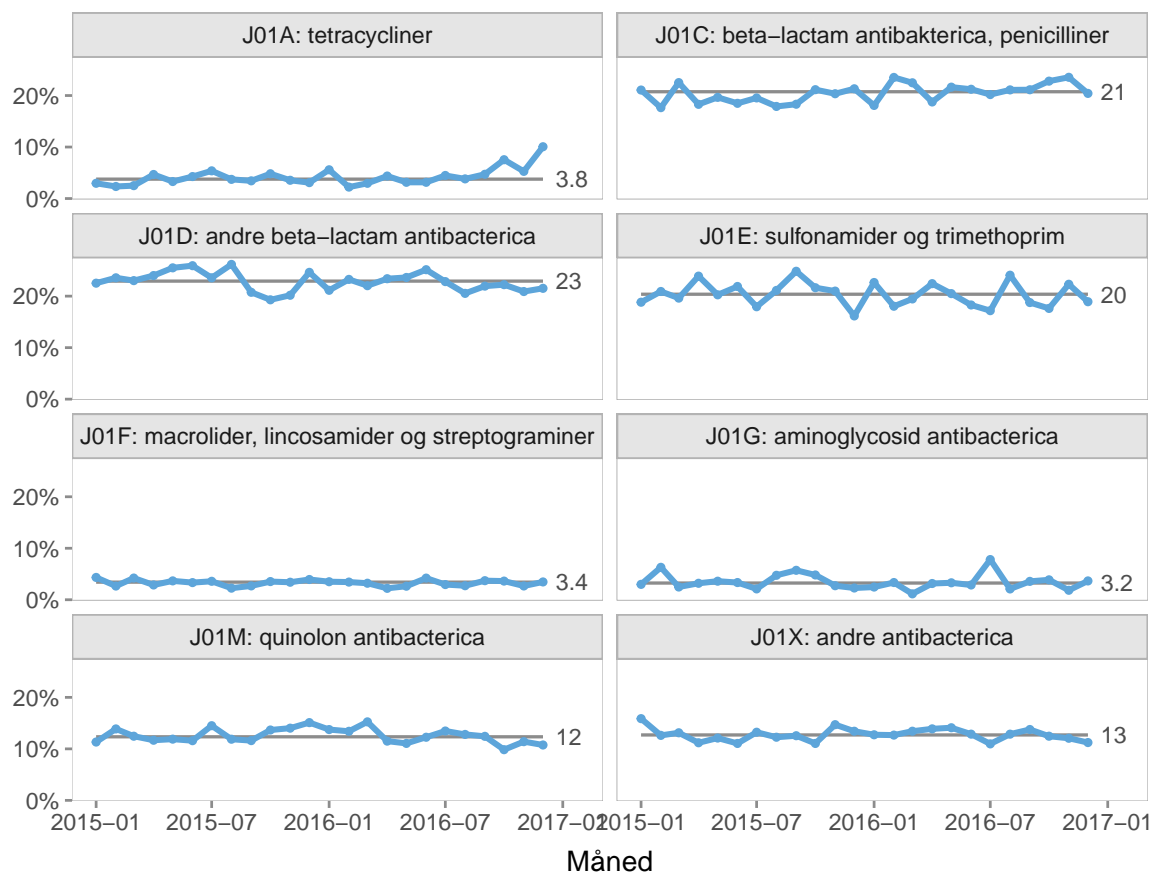 J01A: tetracycliner
J01C: beta−lactam antibakterica, penicilliner
20%
10%
0%
3.8
21
J01D: andre beta−lactam antibacterica
J01E: sulfonamider og trimethoprim
20%
10%
0%
23
20
J01F: macrolider, lincosamider og streptograminer
J01G: aminoglycosid antibacterica
20%
10%
0%
3.4
3.2
J01M: quinolon antibacterica
J01X: andre antibacterica
20%
10%
0%
12
13
2015−01 2015−07 2016−01 2016−07 2017−01 2015−01 2015−07 2016−01 2016−07 2017−01
Måned